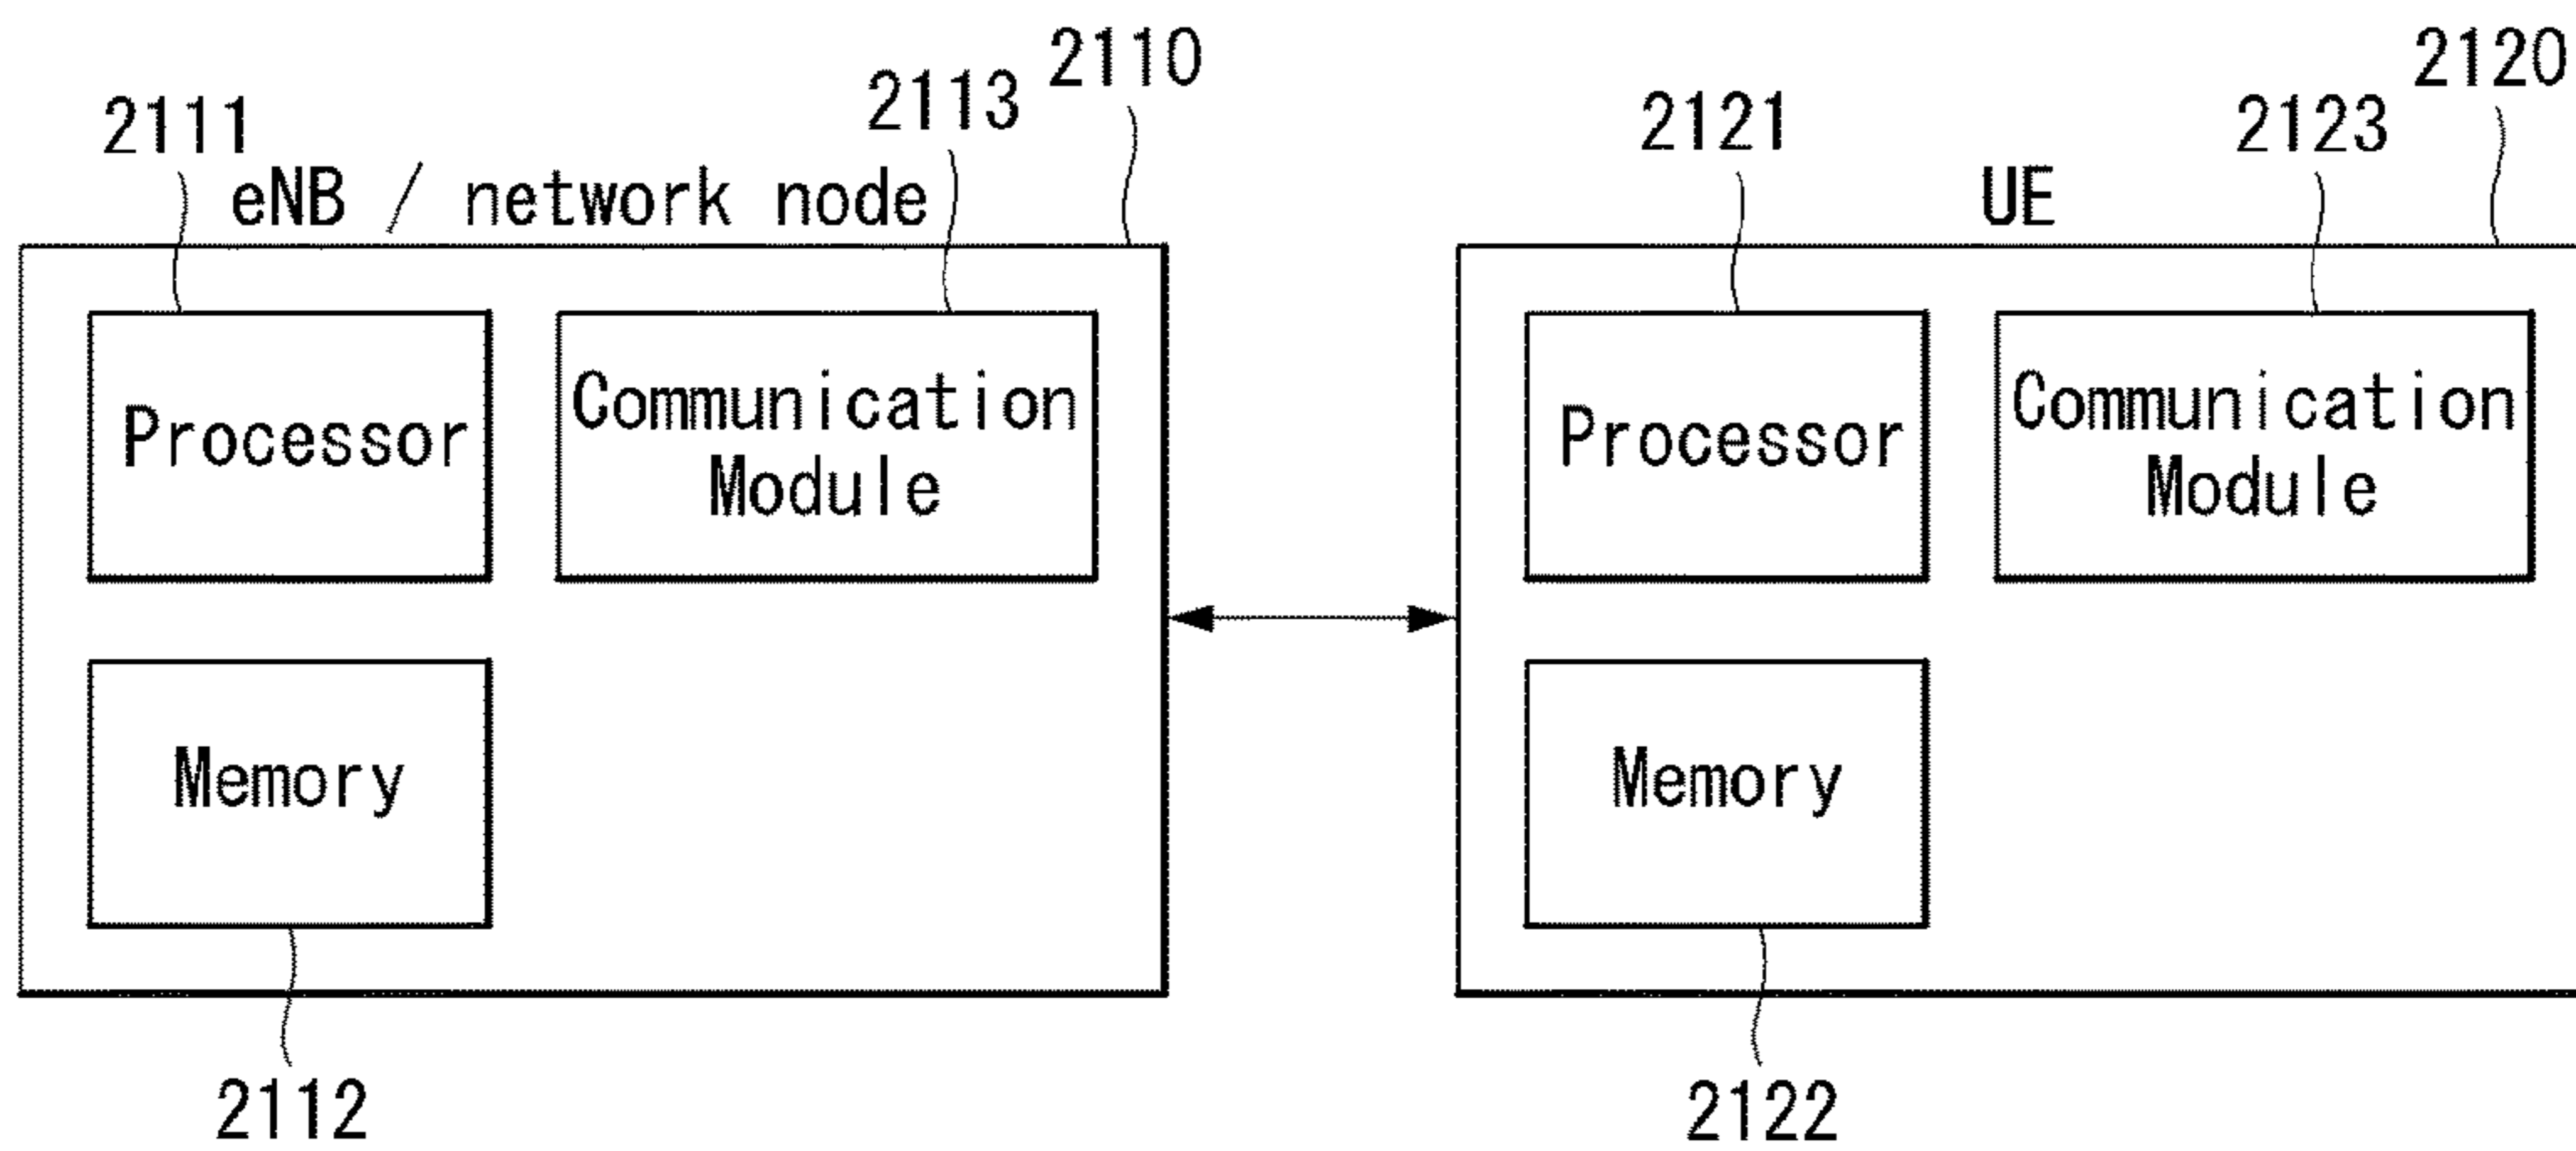 2110
2120
2113
2111
2121
2123
eNB / network node
UE
Processor
Communication
Module
Processor
Communication
Module
Memory
Memory
2112
2122